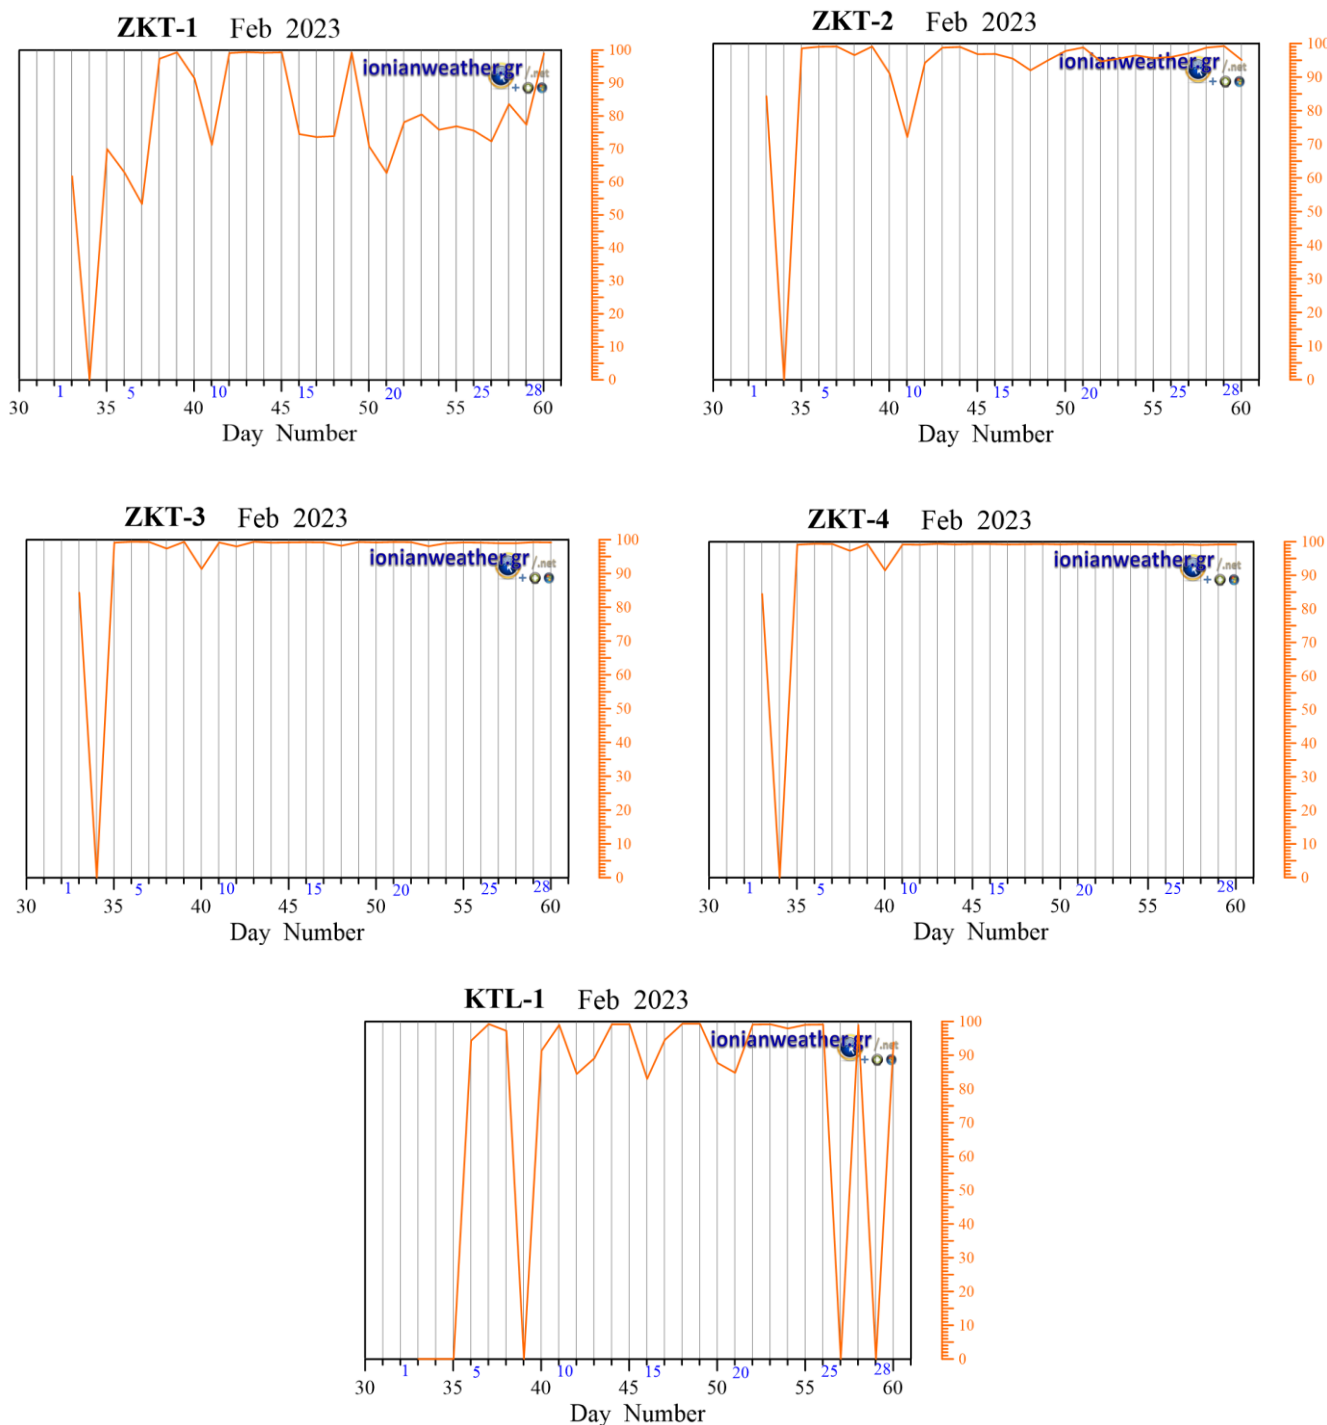 ZKT-1 Feb 2023
ionianweather.gr /.net
100
90
80
70
60
50
40
30
20
10
0
1 5 10 15 20 25 28
30 35 40 45 50 55 60
Day Number
ZKT-2 Feb 2023
ionianweather.gr /.net
100
90
80
70
60
50
40
30
20
10
0
1 5 10 15 20 25 28
30 35 40 45 50 55 60
Day Number
ZKT-3 Feb 2023
ionianweather.gr /.net
100
90
80
70
60
50
40
30
20
10
0
1 5 10 15 20 25 28
30 35 40 45 50 55 60
Day Number
ZKT-4 Feb 2023
ionianweather.gr /.net
100
90
80
70
60
50
40
30
20
10
0
1 5 10 15 20 25 28
30 35 40 45 50 55 60
Day Number
KTL-1 Feb 2023
ionianweather.gr /.net
100
90
80
70
60
50
40
30
20
10
0
1 5 10 15 20 25 28
30 35 40 45 50 55 60
Day Number